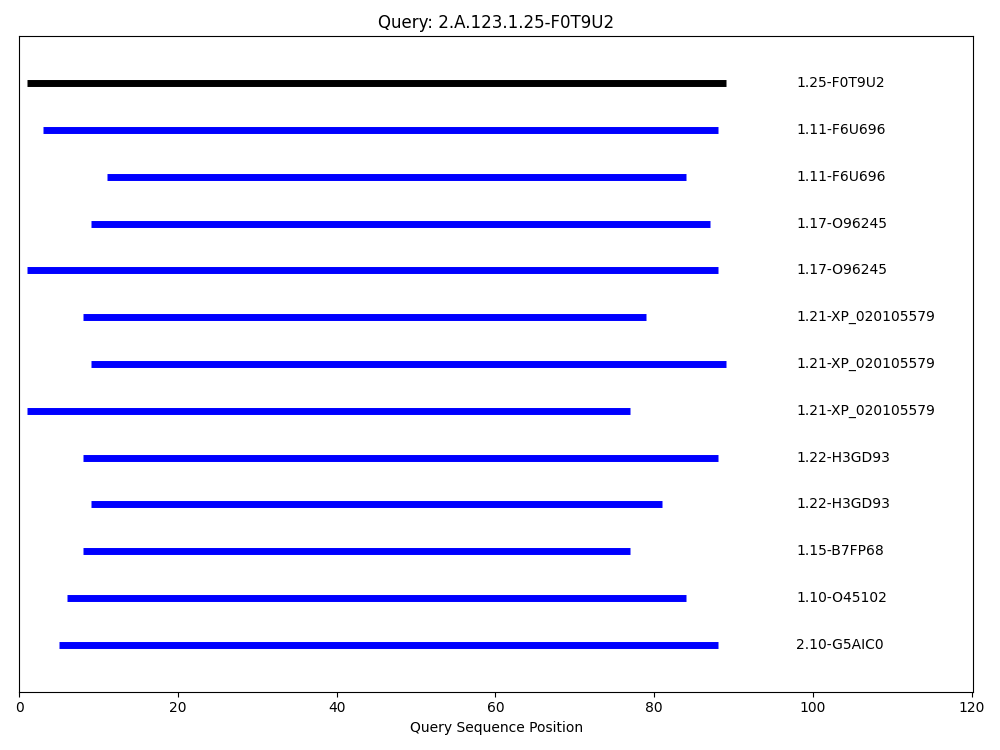 Query: 2.A.123.1.25-F0T9U2
1.25-F0T9U2
1.11-F6U696
1.11-F6U696
1.17-O96245
1.17-O96245
1.21-XP_020105579
1.21-XP_020105579
1.21-XP_020105579
1.22-H3GD93
1.22-H3GD93
1.15-B7FP68
1.10-O45102
2.10-G5AIC0
0 20 40 60 80 100 120
Query Sequence Position